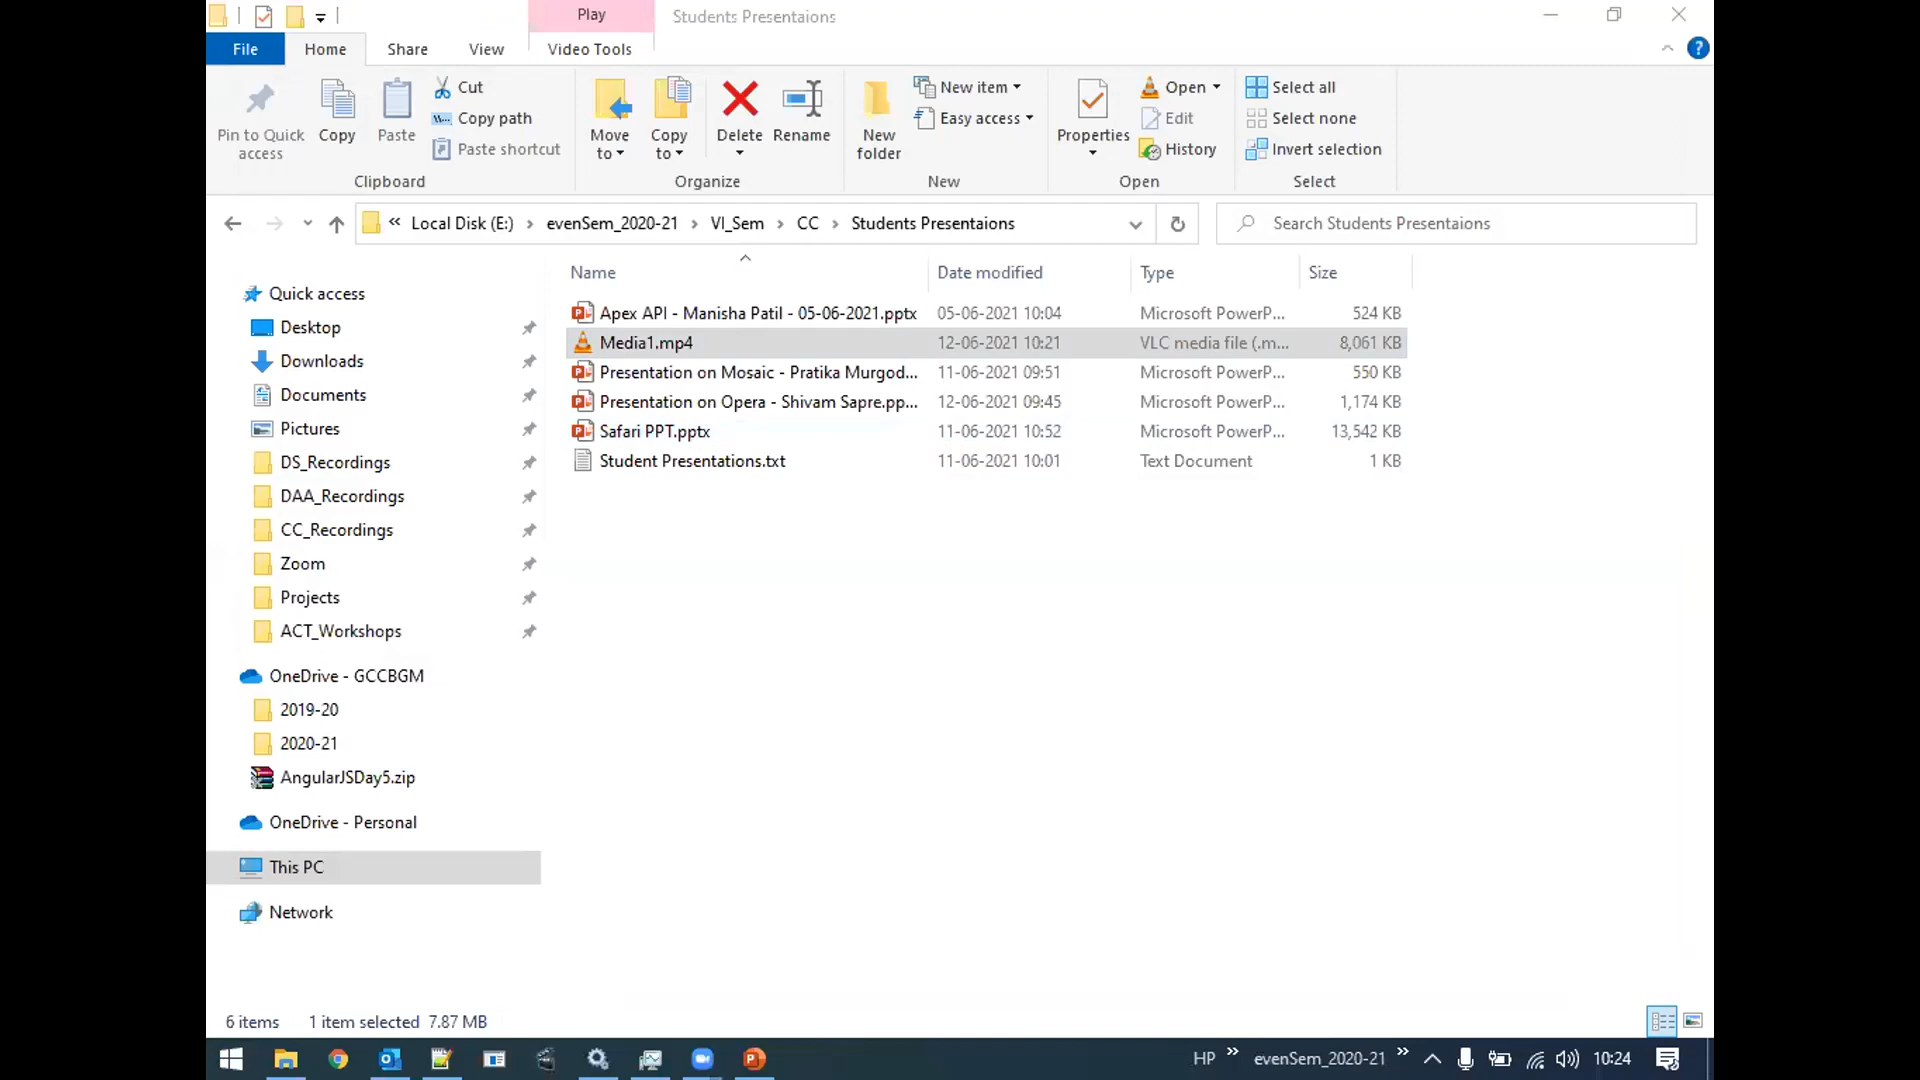 Play
Students Presentaions
File
Home
Share
View
Video Tools
Pin to Quick access
Copy
Paste
Cut
Copy path
Paste shortcut
Clipboard
Move to
Copy to
Delete
Rename
Organize
New folder
New item
Easy access
New
Properties
Open
Edit
History
Open
Select all
Select none
Invert selection
Select
« Local Disk (E:) › evenSem_2020-21 › VI_Sem › CC › Students Presentaions
Search Students Presentaions
Name Date modified Type Size
Apex API - Manisha Patil - 05-06-2021.pptx 05-06-2021 10:04 Microsoft PowerP... 524 KB
Media1.mp4 12-06-2021 10:21 VLC media file (.m... 8,061 KB
Presentation on Mosaic - Pratika Murgod... 11-06-2021 09:51 Microsoft PowerP... 550 KB
Presentation on Opera - Shivam Sapre.pp... 12-06-2021 09:45 Microsoft PowerP... 1,174 KB
Safari PPT.pptx 11-06-2021 10:52 Microsoft PowerP... 13,542 KB
Student Presentations.txt 11-06-2021 10:01 Text Document 1 KB
Quick access
Desktop
Downloads
Documents
Pictures
DS_Recordings
DAA_Recordings
CC_Recordings
Zoom
Projects
ACT_Workshops
OneDrive - GCCBGM
2019-20
2020-21
AngularJSDay5.zip
OneDrive - Personal
This PC
Network
6 items 1 item selected 7.87 MB
HP » evenSem_2020-21 » 10:24